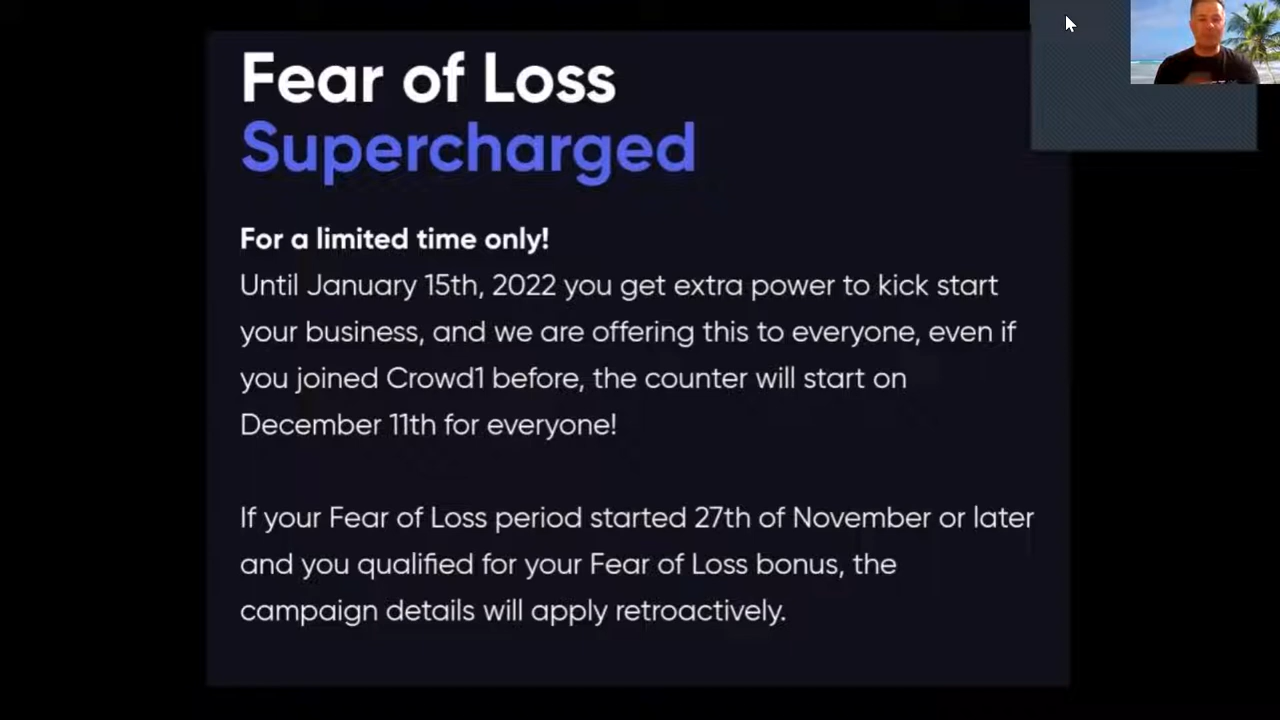 Fear of Loss
Supercharged
For a limited time only!
Until January 15th, 2022 you get extra power to kick start
your business, and we are offering this to everyone, even if
you joined Crowd1 before, the counter will start on
December 11th for everyone!
If your Fear of Loss period started 27th of November or later
and you qualified for your Fear of Loss bonus, the
campaign details will apply retroactively.